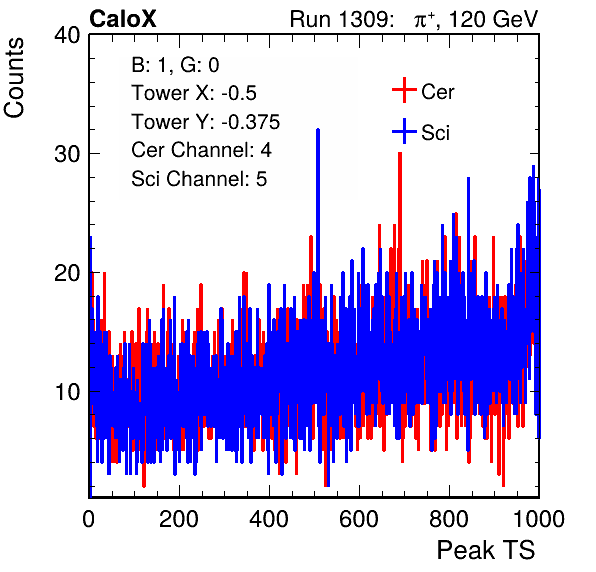 CaloX Run 1309: π⁺, 120 GeV
Counts
40
30
20
10
B: 1, G: 0
Tower X: -0.5
Tower Y: -0.375
Cer Channel: 4
Sci Channel: 5
Cer
Sci
0 200 400 600 800 1000
Peak TS